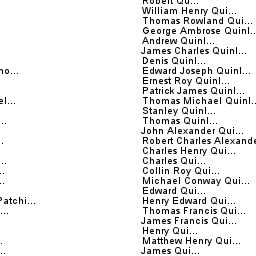 Robert Qu...
William Henry Qui...
Thomas Rowland Qui...
George Ambrose Quinl...
Andrew Quinl...
James Charles Quinl...
Denis Quinl...
no... Edward Joseph Quinl...
Ernest Roy Quinl...
Patrick James Quinl...
el... Thomas Michael Quinl...
Stanley Quinl...
... Thomas Quinl...
John Alexander Qui...
.. Robert Charles Alexande
Charles Henry Qui...
... Charles Qui...
.. Collin Roy Qui...
.. Michael Conway Qui...
Edward Qui...
Patchi... Henry Edward Qui...
... Thomas Francis Qui...
James Francis Qui...
Henry Qui...
.. Matthew Henry Qui...
... James Qui...